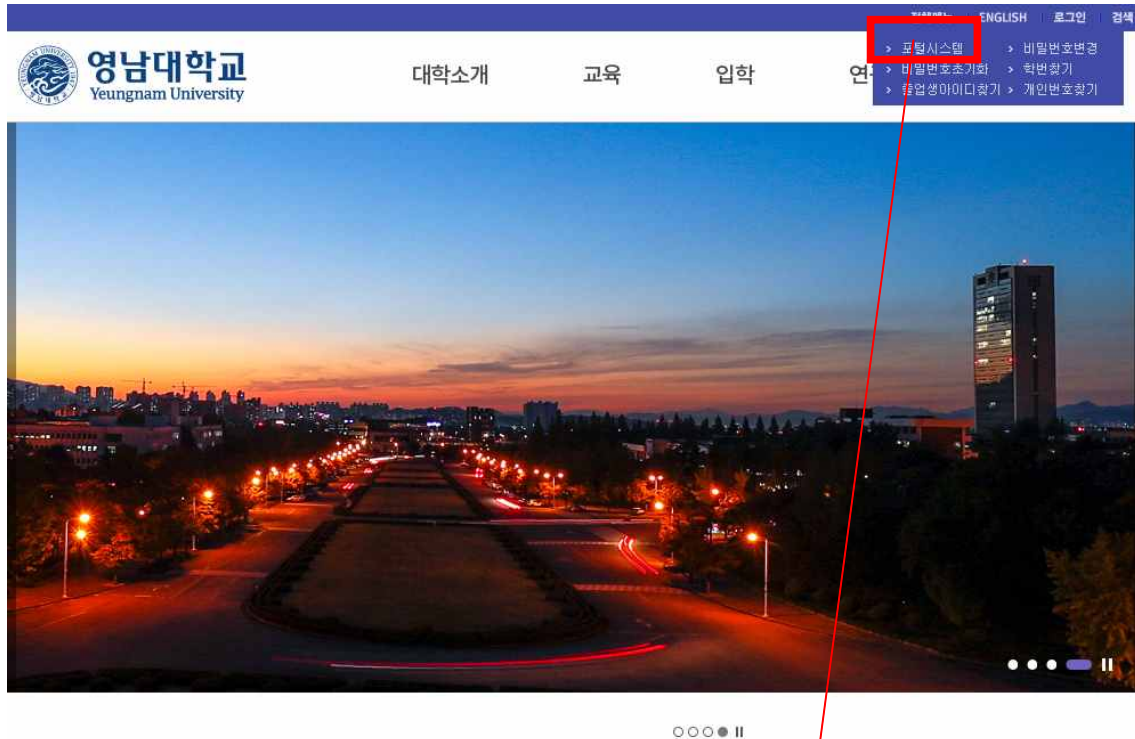 ENGLISH 로그인 검색
영남대학교
Yeungnam University
대학소개 교육 입학
> 포털시스템 > 비밀번호변경
> 비밀번호초기화 > 학번찾기
> 졸업생아이디찾기 > 개인번호찾기